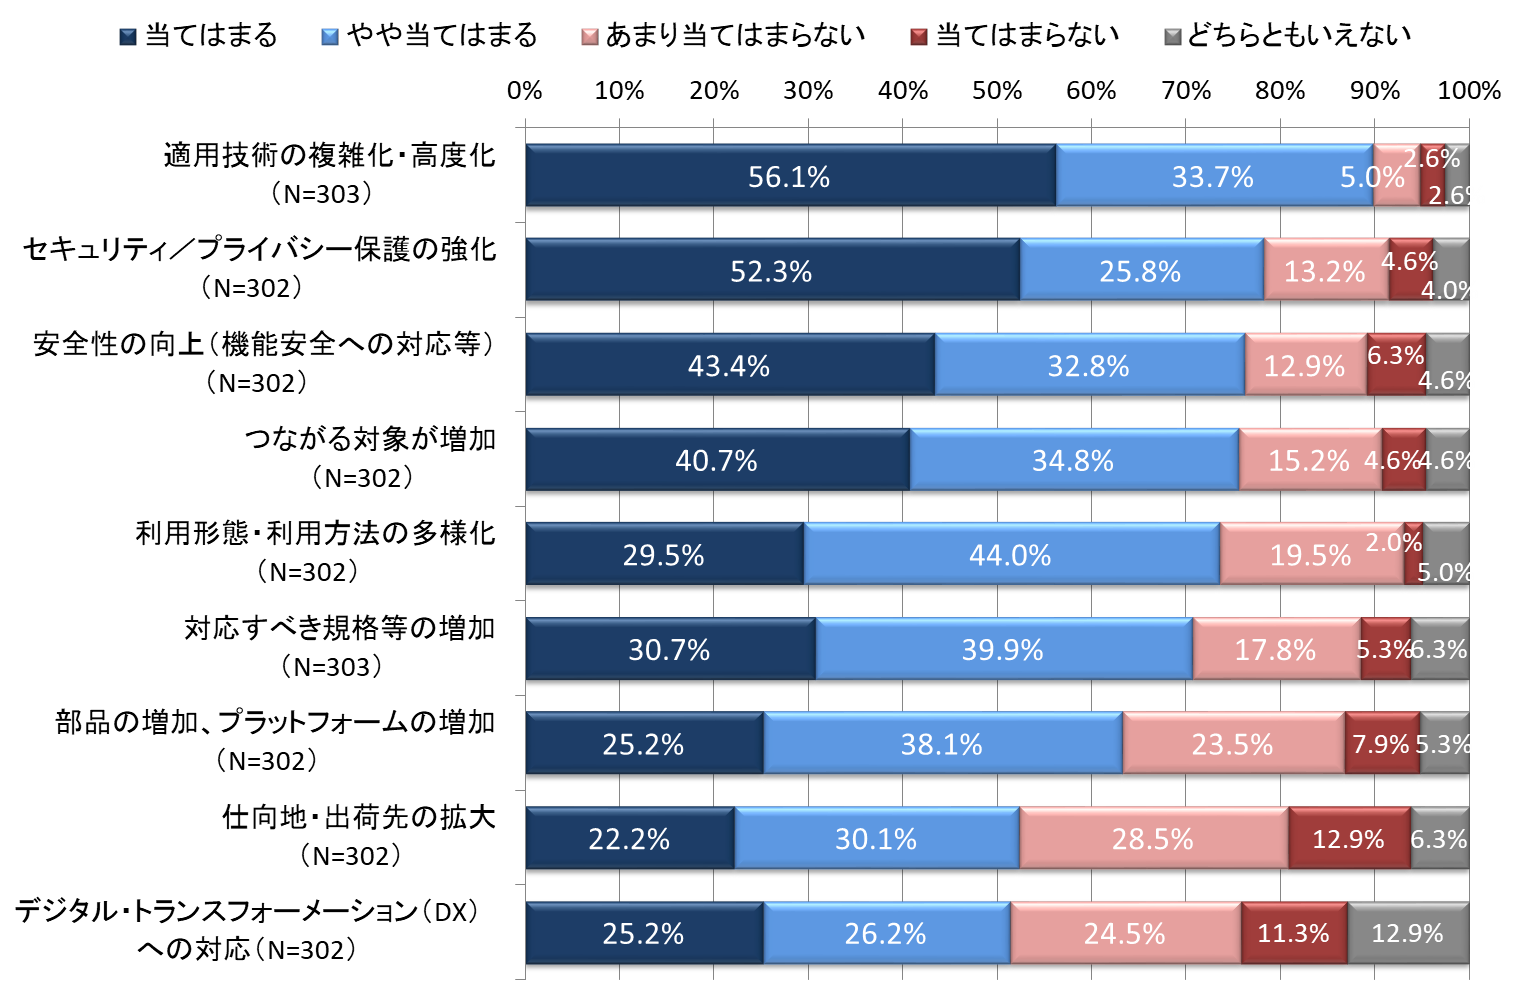 当てはまる やや当てはまる あまり当てはまらない 当てはまらない どちらともいえない
0% 10% 20% 30% 40% 50% 60% 70% 80% 90% 100%
適用技術の複雑化・高度化
（N=303）
56.1% 33.7% 5.0% 2.6% 2.6%
セキュリティ／プライバシー保護の強化
（N=302）
52.3% 25.8% 13.2% 4.6% 4.0%
安全性の向上（機能安全への対応等）
（N=302）
43.4% 32.8% 12.9% 6.3% 4.6%
つながる対象が増加
（N=302）
40.7% 34.8% 15.2% 4.6% 4.6%
利用形態・利用方法の多様化
（N=302）
29.5% 44.0% 19.5% 2.0% 5.0%
対応すべき規格等の増加
（N=303）
30.7% 39.9% 17.8% 5.3% 6.3%
部品の増加、プラットフォームの増加
（N=302）
25.2% 38.1% 23.5% 7.9% 5.3%
仕向地・出荷先の拡大
（N=302）
22.2% 30.1% 28.5% 12.9% 6.3%
デジタル・トランスフォーメーション（DX）
への対応（N=302）
25.2% 26.2% 24.5% 11.3% 12.9%